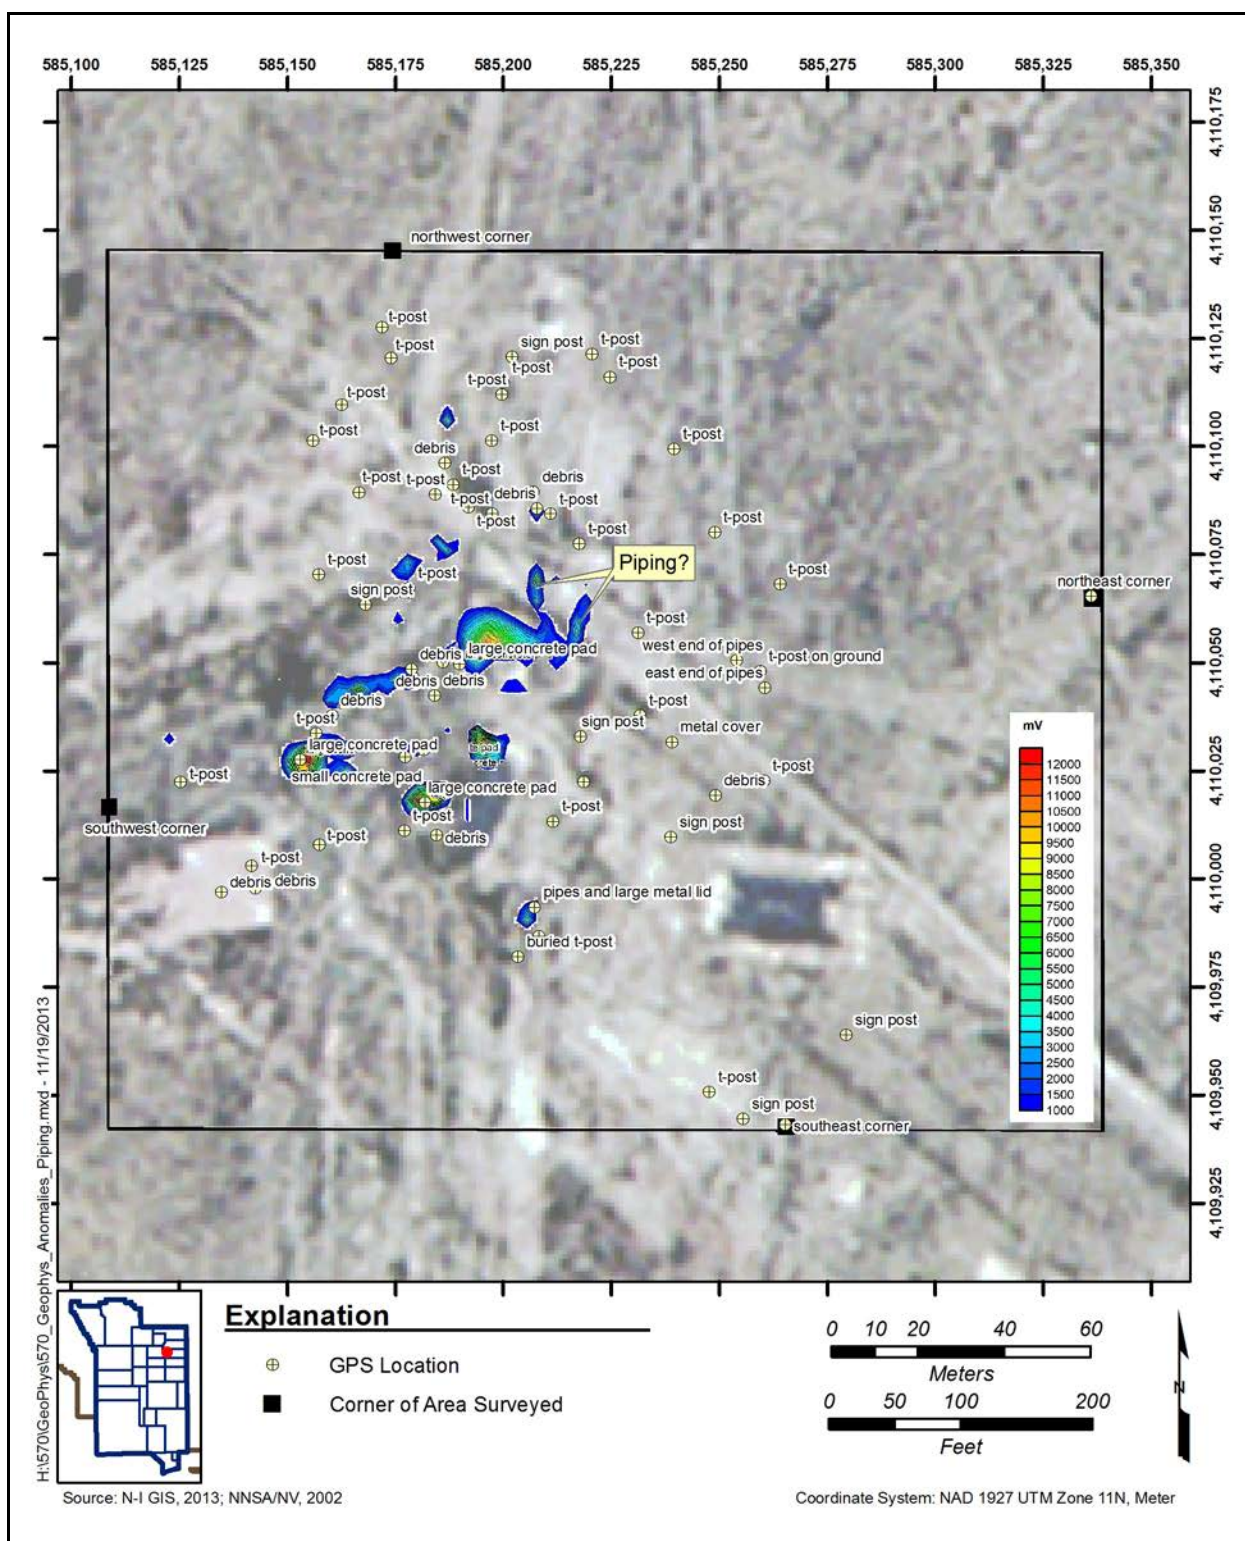 585,100 585,125 585,150 585,175 585,200 585,225 585,250 585,275 585,300 585,325 585,350
4,110,175
4,110,150
northwest corner
4,110,125
t-post
t-post
sign post
t-post
t-post
t-post
t-post
t-post
t-post
t-post
4,110,100
t-post
debris
t-post
t-post
t-post
debris
t-post
debris
t-post
t-post
t-post
t-post
4,110,075
Piping?
t-post
t-post
t-post
northeast corner
sign post
t-post
4,110,050
large concrete pad
west end of pipes
t-post on ground
debris
east end of pipes
debris
debris
debris
t-post
t-post
sign post
metal cover
4,110,025
large concrete pad
pad
small concrete pad
t-post
large concrete pad
t-post
debris
t-post
t-post
southwest corner
t-post
sign post
t-post
debris
4,110,000
t-post
debris
debris
pipes and large metal lid
buried t-post
4,109,975
sign post
4,109,950
t-post
sign post
southeast corner
4,109,925
mV
12000
11500
11000
10500
10000
9500
9000
8500
8000
7500
7000
6500
6000
5500
5000
4500
4000
3500
3000
2500
2000
1500
1000
H:\570\GeoPhys\570_Geophys_Anomalies_Piping.mxd - 11/19/2013
Explanation
GPS Location
Corner of Area Surveyed
0 10 20 40 60
Meters
0 50 100 200
Feet
N
Source: N-I GIS, 2013; NNSA/NV, 2002
Coordinate System: NAD 1927 UTM Zone 11N, Meter